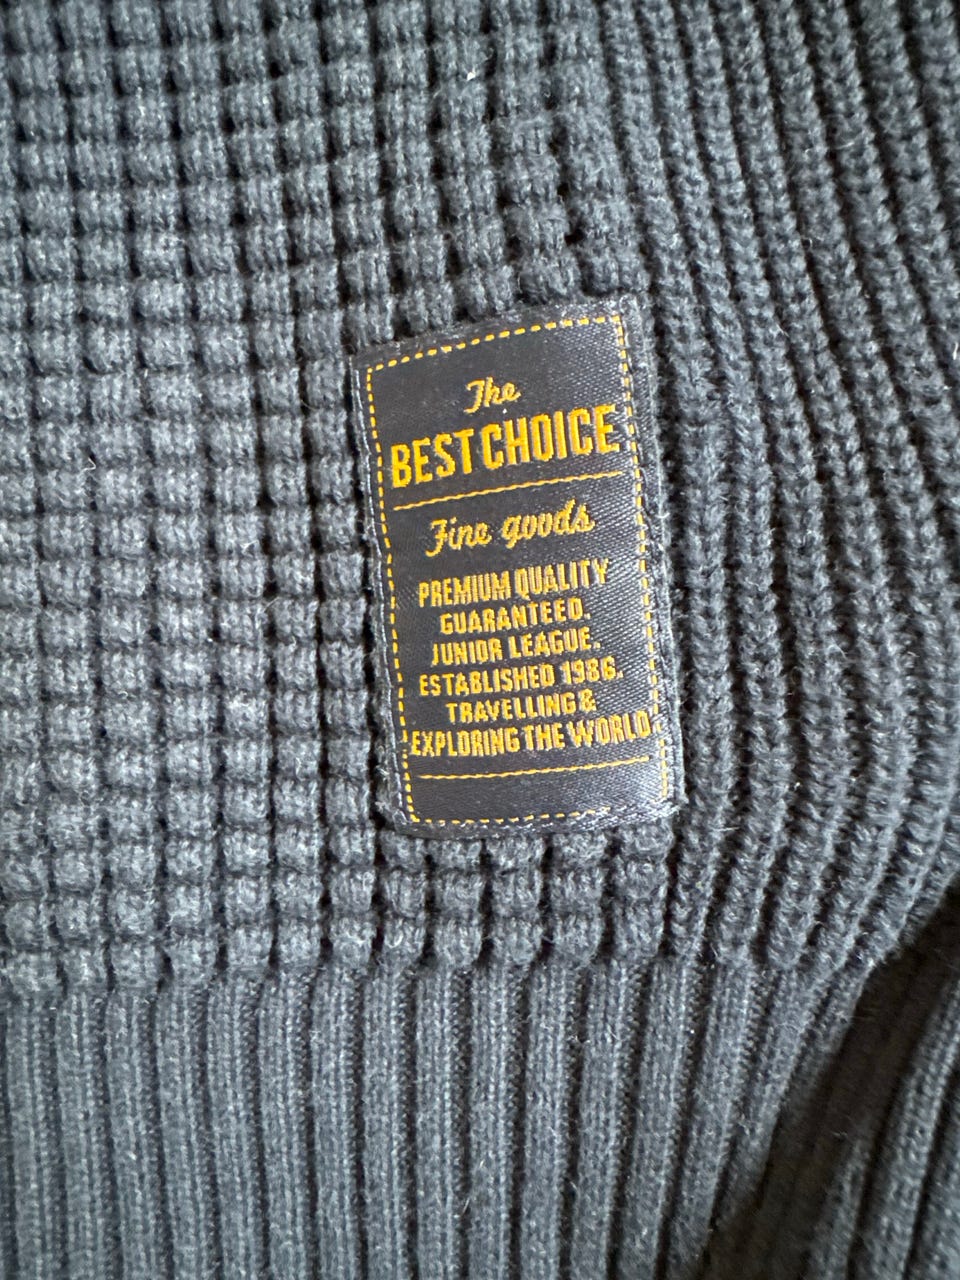 The
BEST CHOICE
Fine goods
PREMIUM QUALITY
GUARANTEED.
JUNIOR LEAGUE.
ESTABLISHED 1986.
TRAVELLING &
EXPLORING THE WORLD